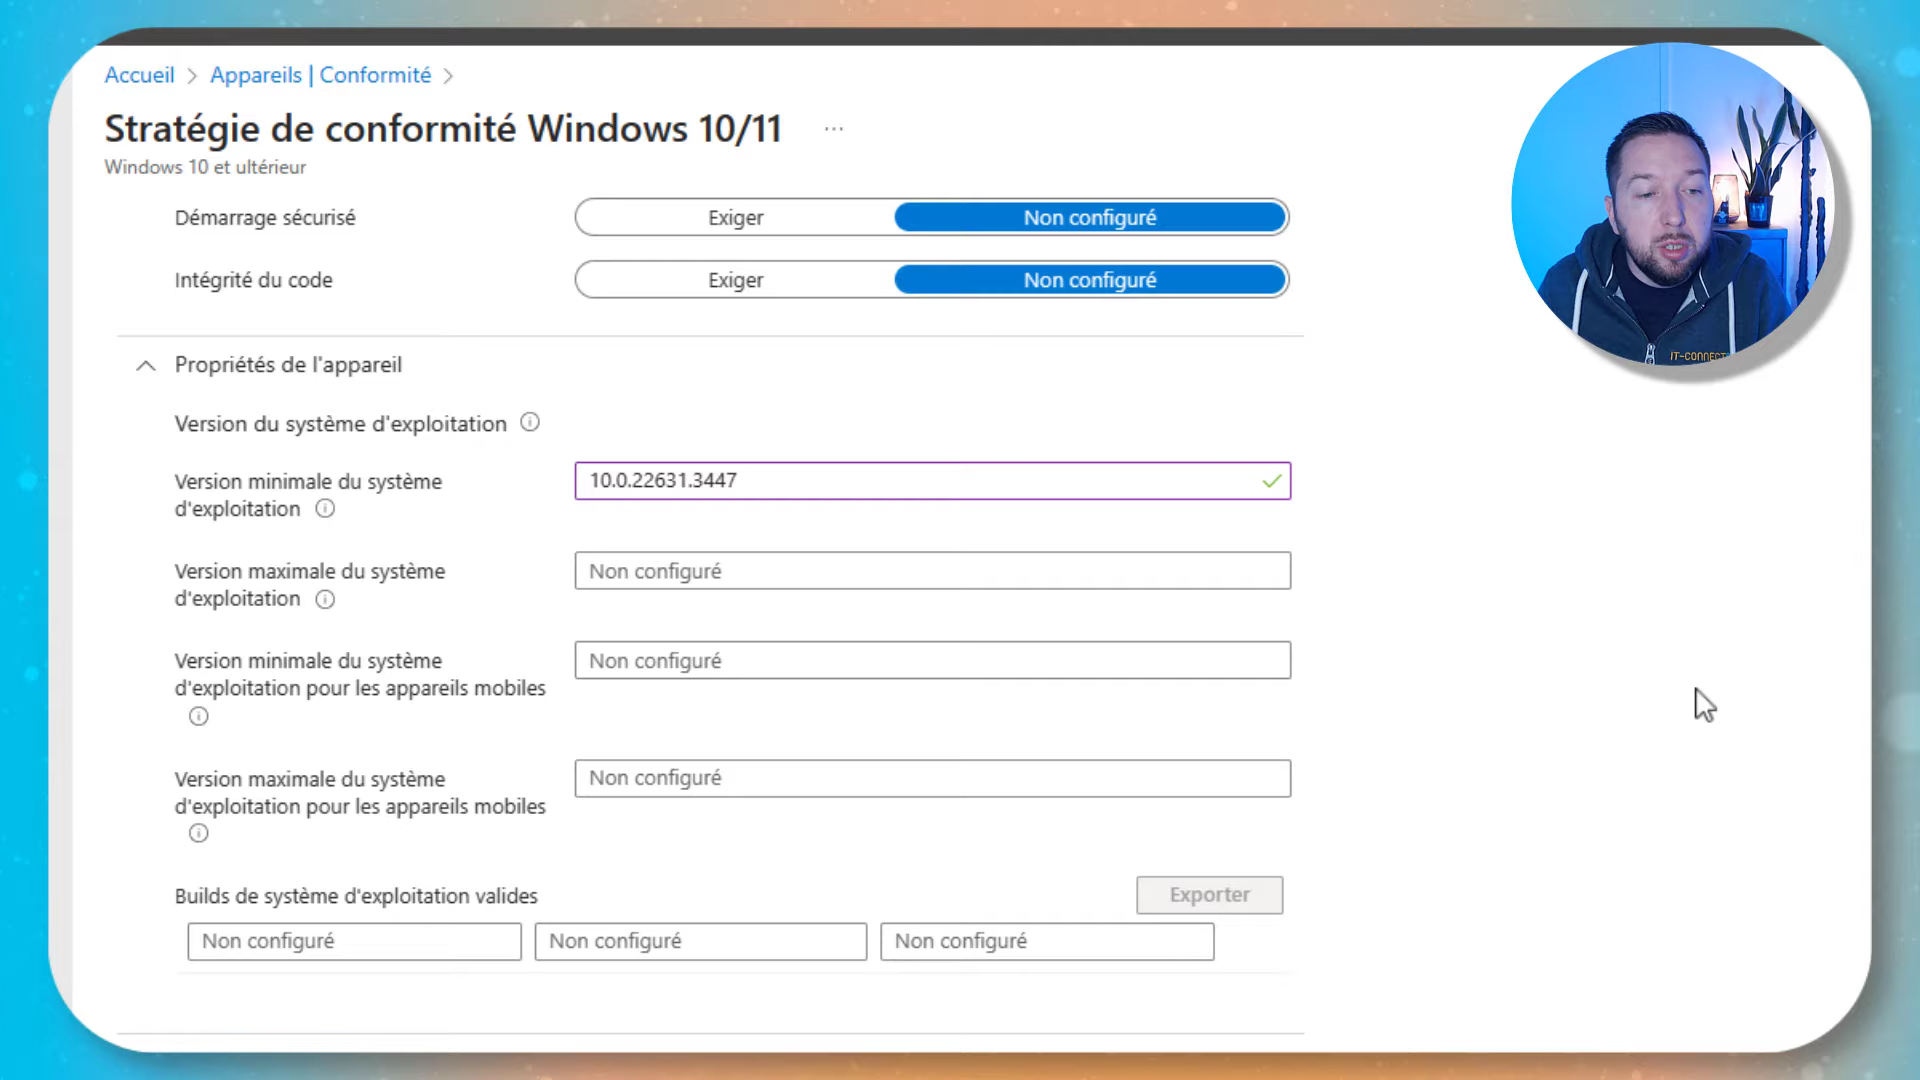 Accueil > Appareils | Conformité >
Stratégie de conformité Windows 10/11 ...
Windows 10 et ultérieur
Démarrage sécurisé Exiger Non configuré
Intégrité du code Exiger Non configuré
Propriétés de l'appareil
Version du système d'exploitation
Version minimale du système
d'exploitation
10.0.22631.3447
Version maximale du système
d'exploitation
Non configuré
Version minimale du système
d'exploitation pour les appareils mobiles
Non configuré
Version maximale du système
d'exploitation pour les appareils mobiles
Non configuré
Builds de système d'exploitation valides
Exporter
Non configuré Non configuré Non configuré
IT-CONNECT